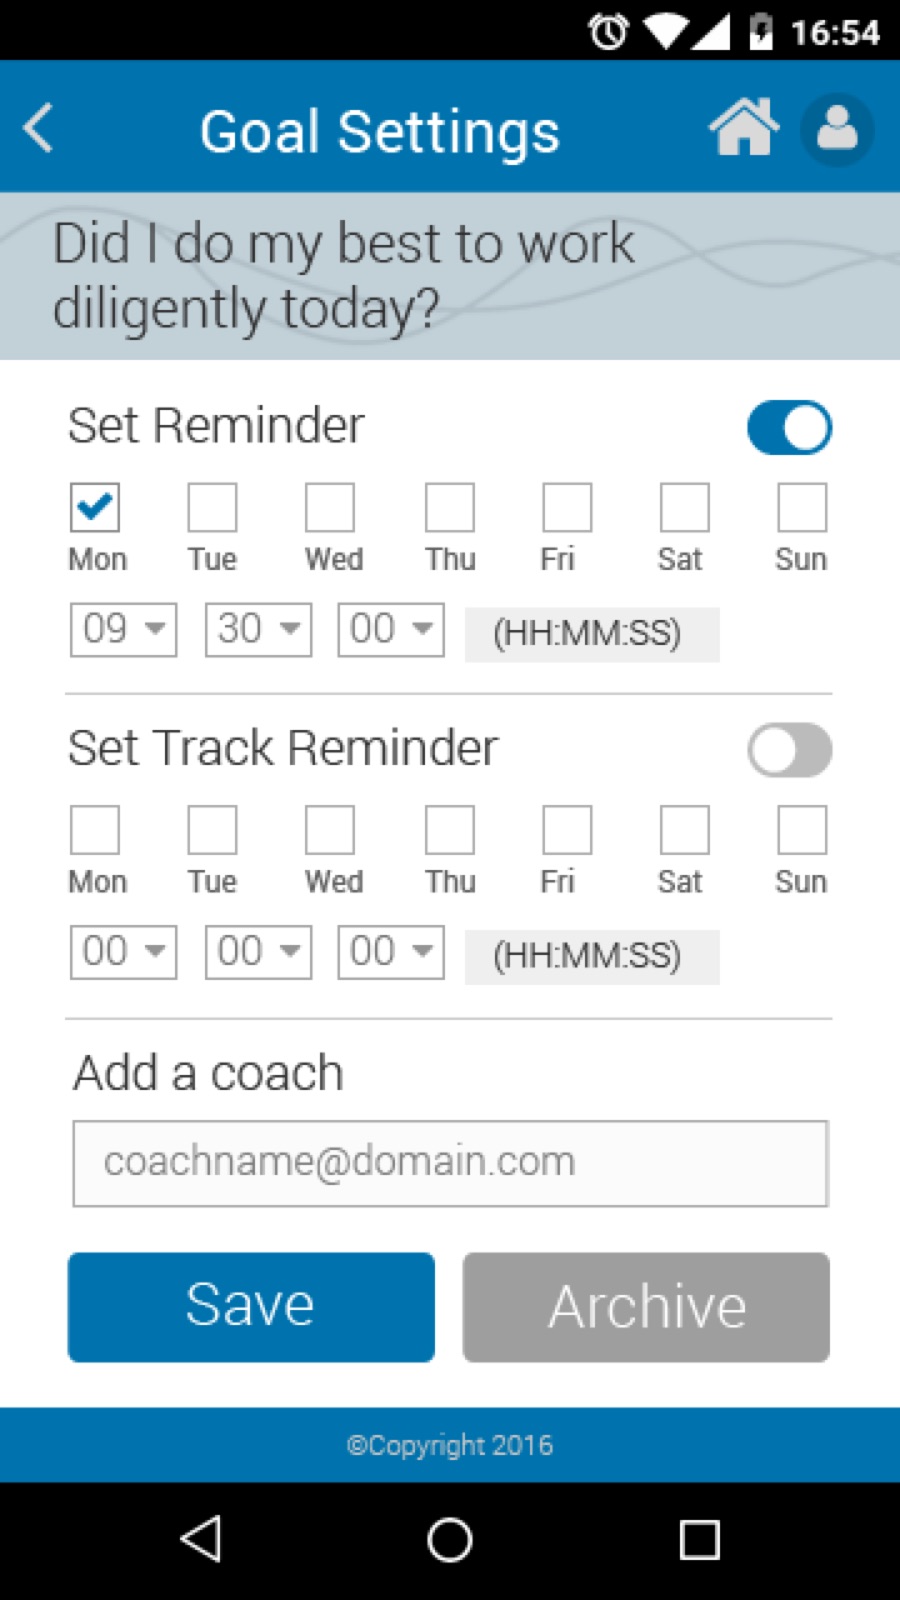 16:54
Goal Settings
Did I do my best to work
diligently today?
Set Reminder
Mon Tue Wed Thu Fri Sat Sun
09 30 00 (HH:MM:SS)
Set Track Reminder
Mon Tue Wed Thu Fri Sat Sun
00 00 00 (HH:MM:SS)
Add a coach
coachname@domain.com
Save Archive
©Copyright 2016